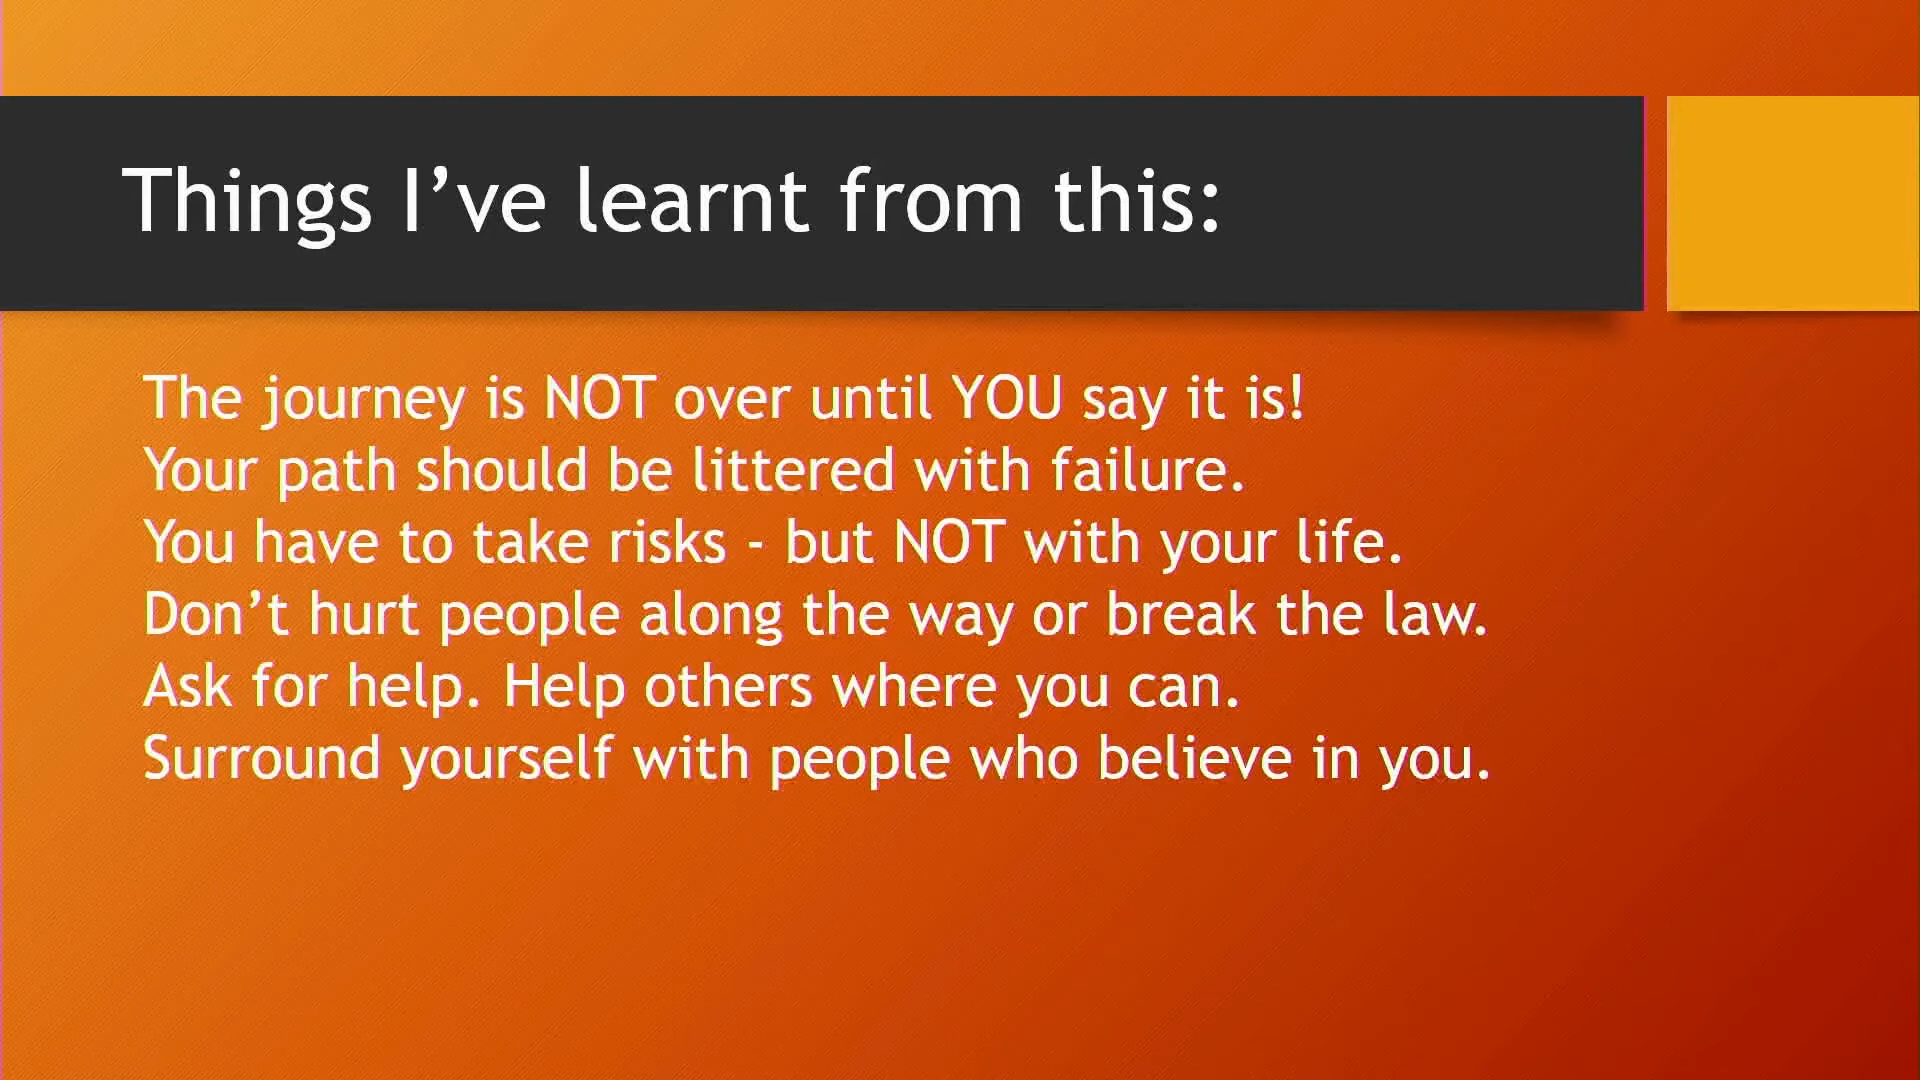 Things I’ve learnt from this:
The journey is NOT over until YOU say it is!
Your path should be littered with failure.
You have to take risks - but NOT with your life.
Don’t hurt people along the way or break the law.
Ask for help. Help others where you can.
Surround yourself with people who believe in you.